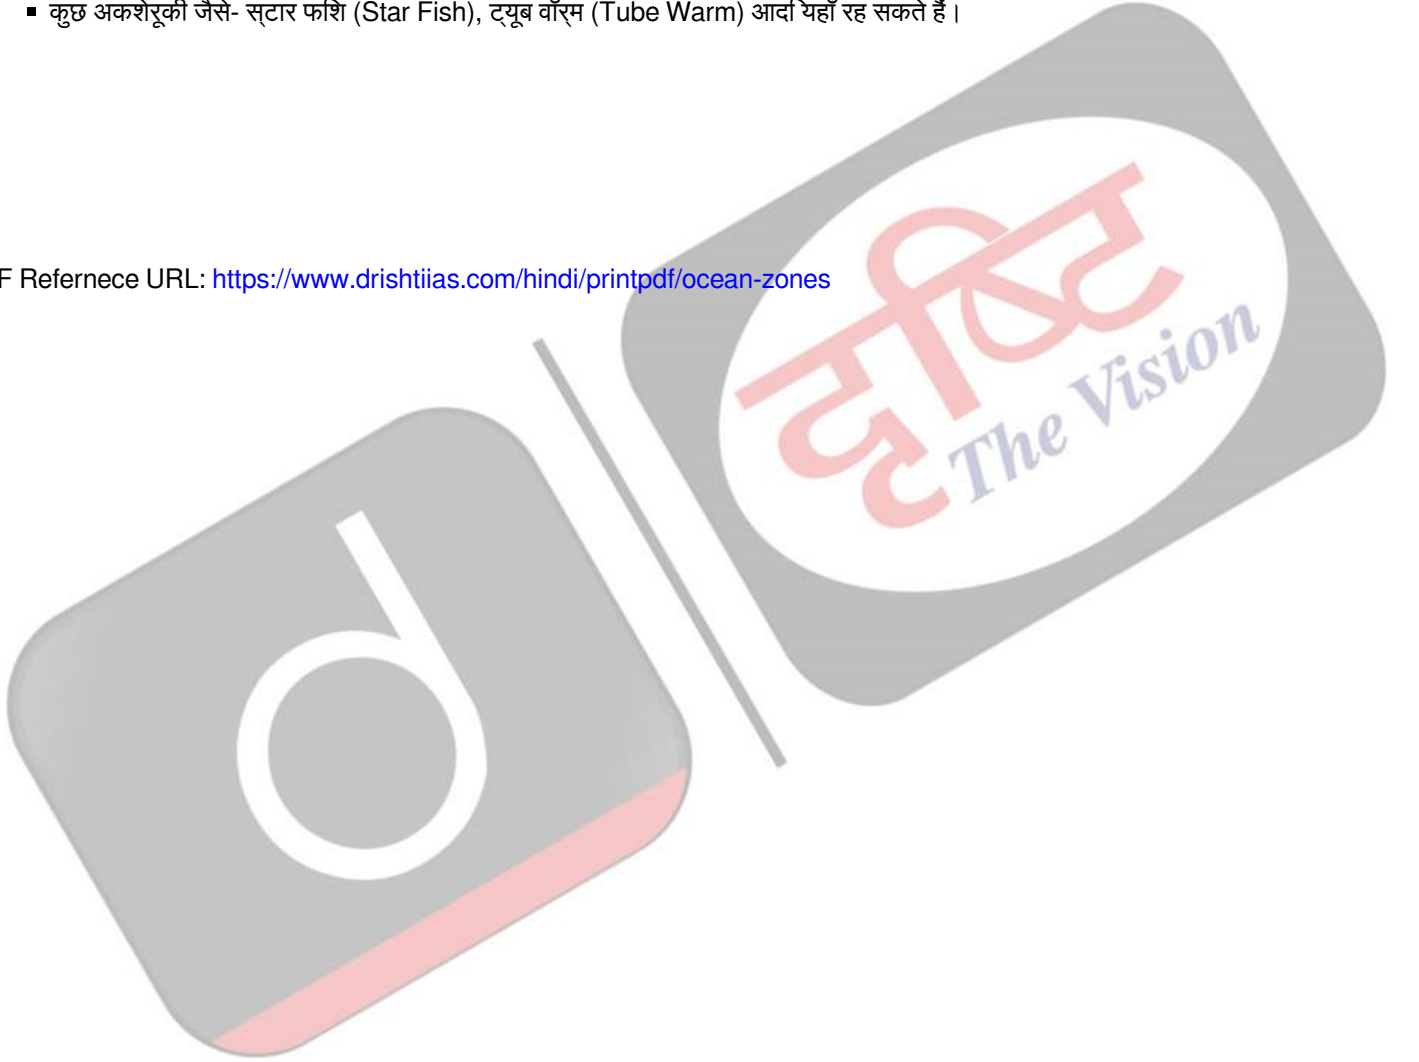 ▪ कुछ अकशेरूकी जैसे- स्टार फिश (Star Fish), ट्यूब वॉर्म (Tube Warm) आदि यहाँ रह सकते हैं।
F Refernece URL: https://www.drishtiias.com/hindi/printpdf/ocean-zones
दृष्टि
The Vision
d